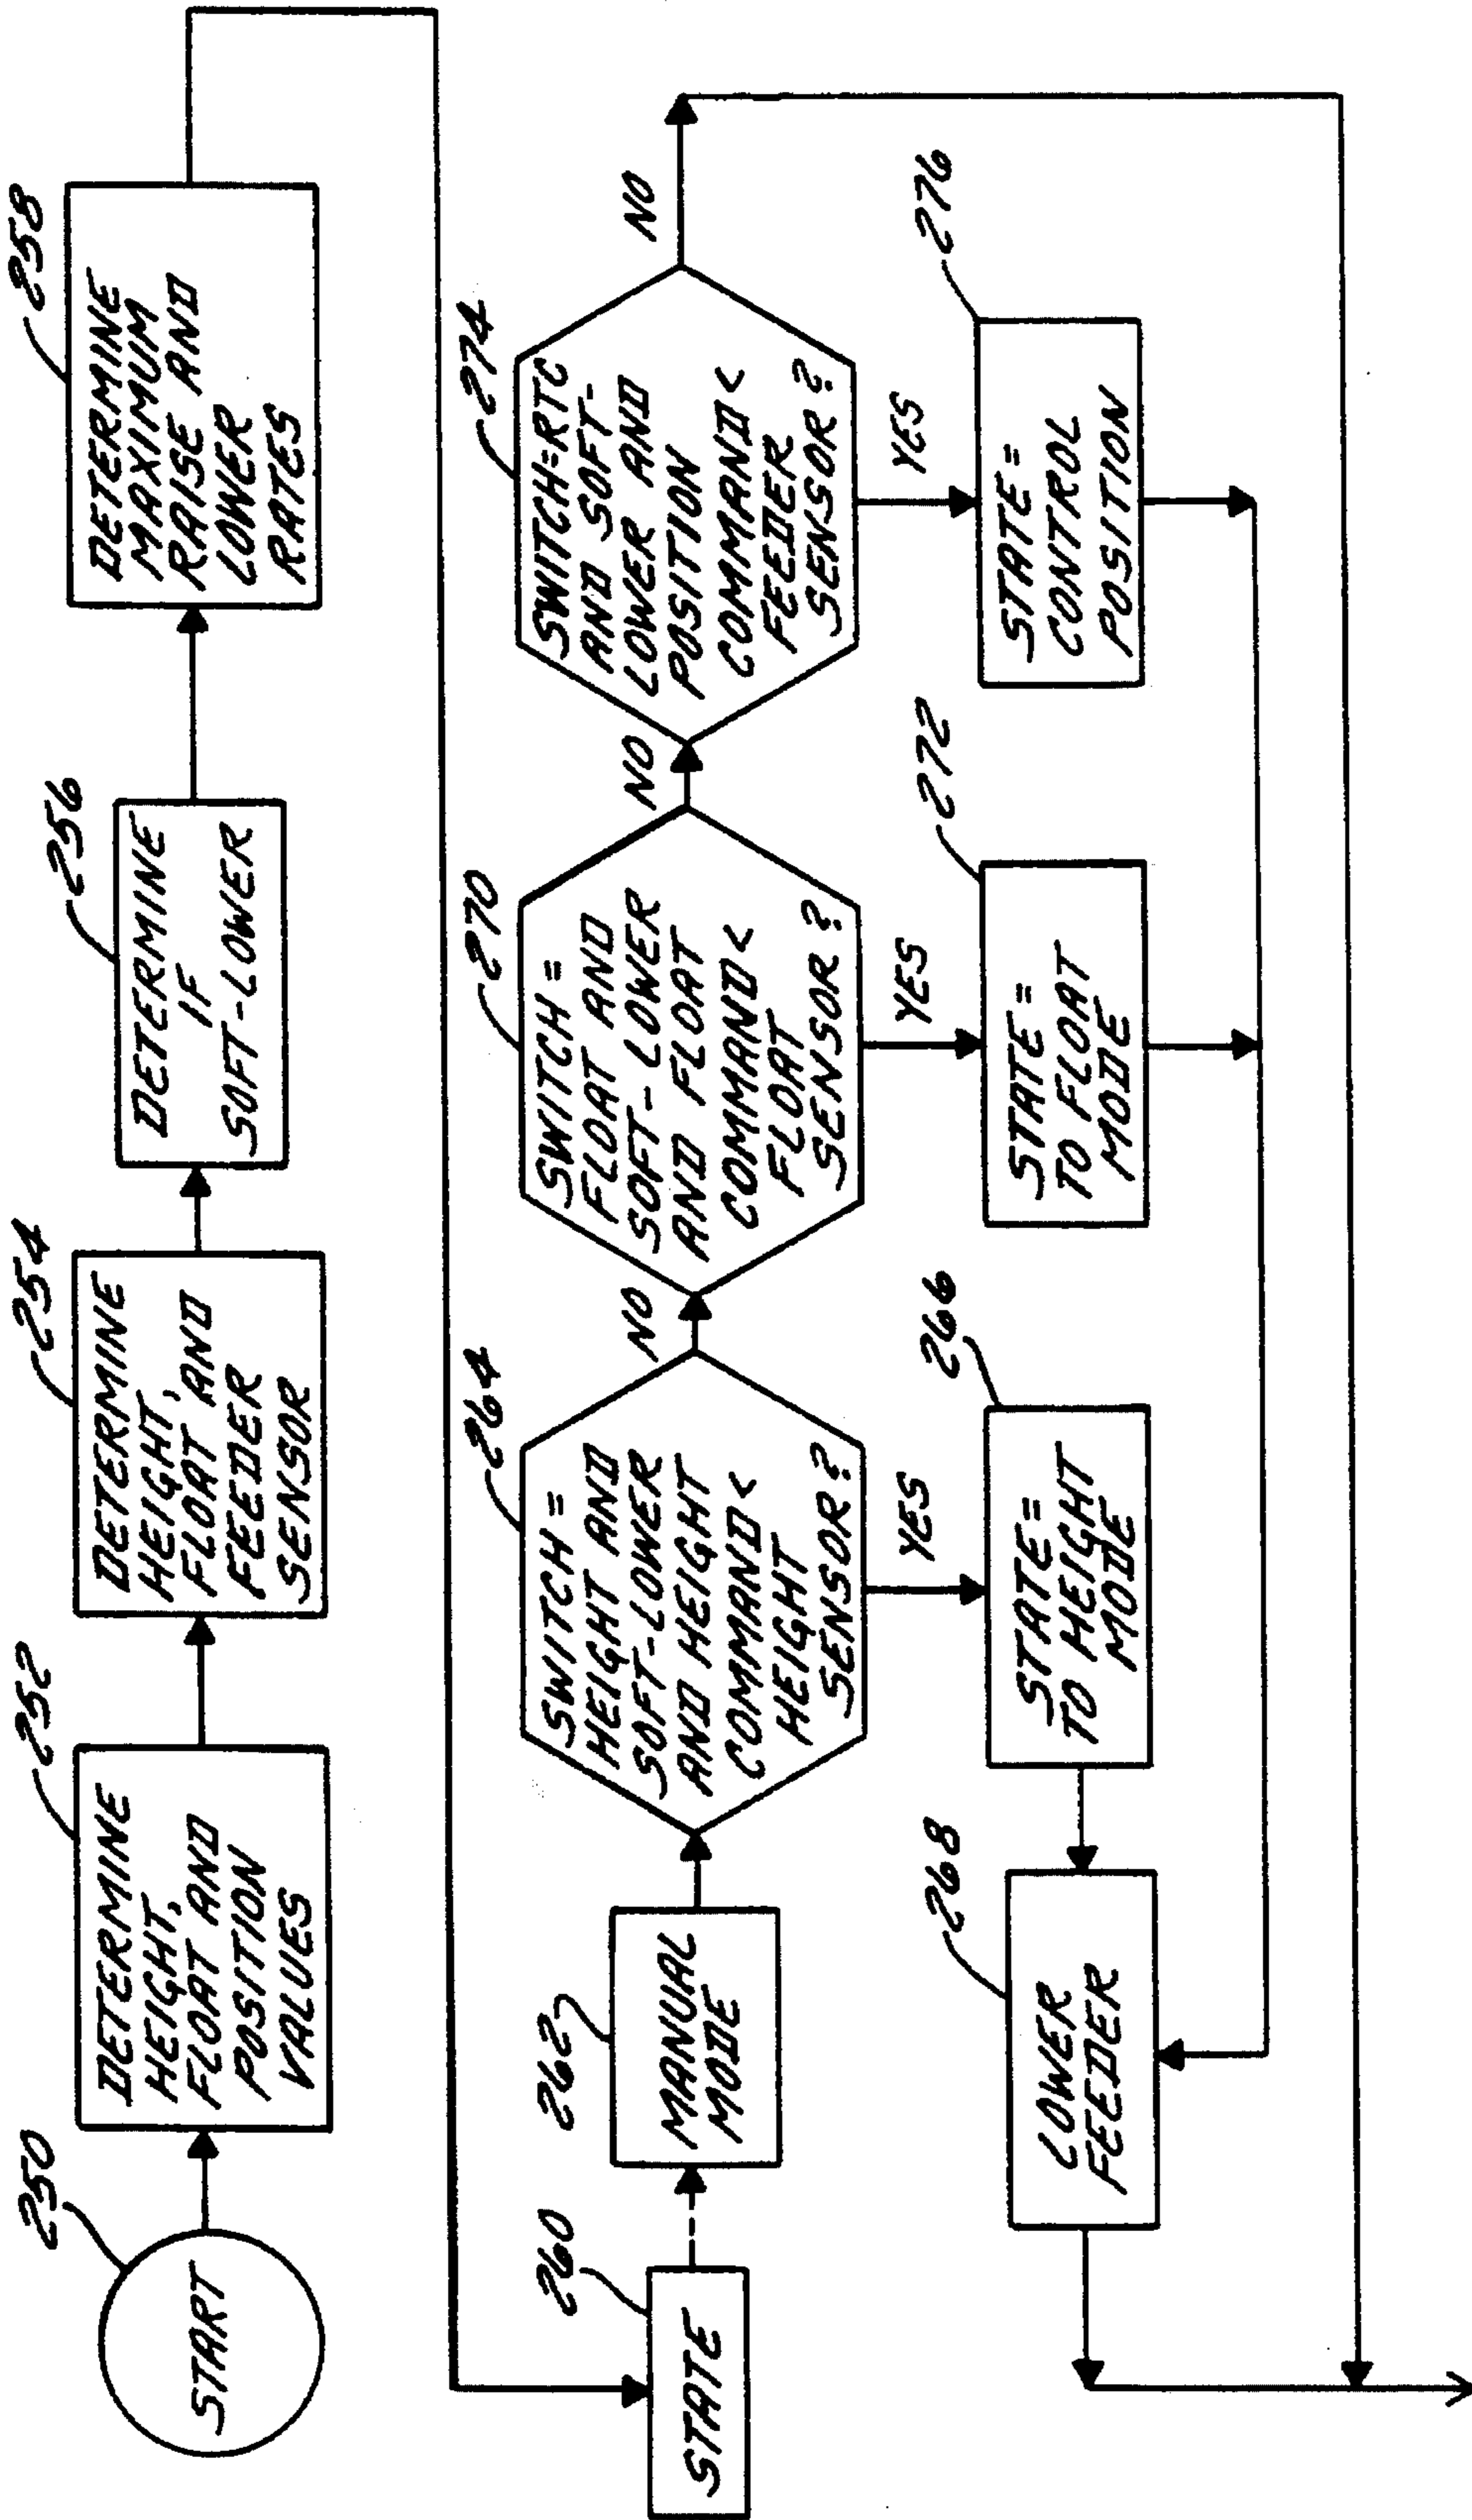 250
START
252
DETERMINE
HEIGHT,
FLOAT AND
POSITION
VALUES
254
DETERMINE
HEIGHT,
FLOAT AND
FEEDER
SENSOR
256
DETERMINE
IF
SOFT-LOWER
258
DETERMINE
MAXIMUM
RAISE AND
LOWER
RATES
260
STATE
262
MANUAL
MODE
264
SWITCH =
HEIGHT AND
SOFT-LOWER
AND HEIGHT
COMMAND <
HEIGHT
SENSOR?
NO
YES
270
SWITCH =
FLOAT AND
SOFT-LOWER
AND FLOAT
COMMAND <
FLOAT
SENSOR?
NO
YES
274
SWITCH=RTC
AND SOFT-
LOWER AND
POSITION
COMMAND <
FEEDER
SENSOR?
NO
YES
268
LOWER
FEEDER
266
STATE =
TO HEIGHT
MODE
272
STATE =
TO FLOAT
MODE
276
STATE =
CONTROL
POSITION